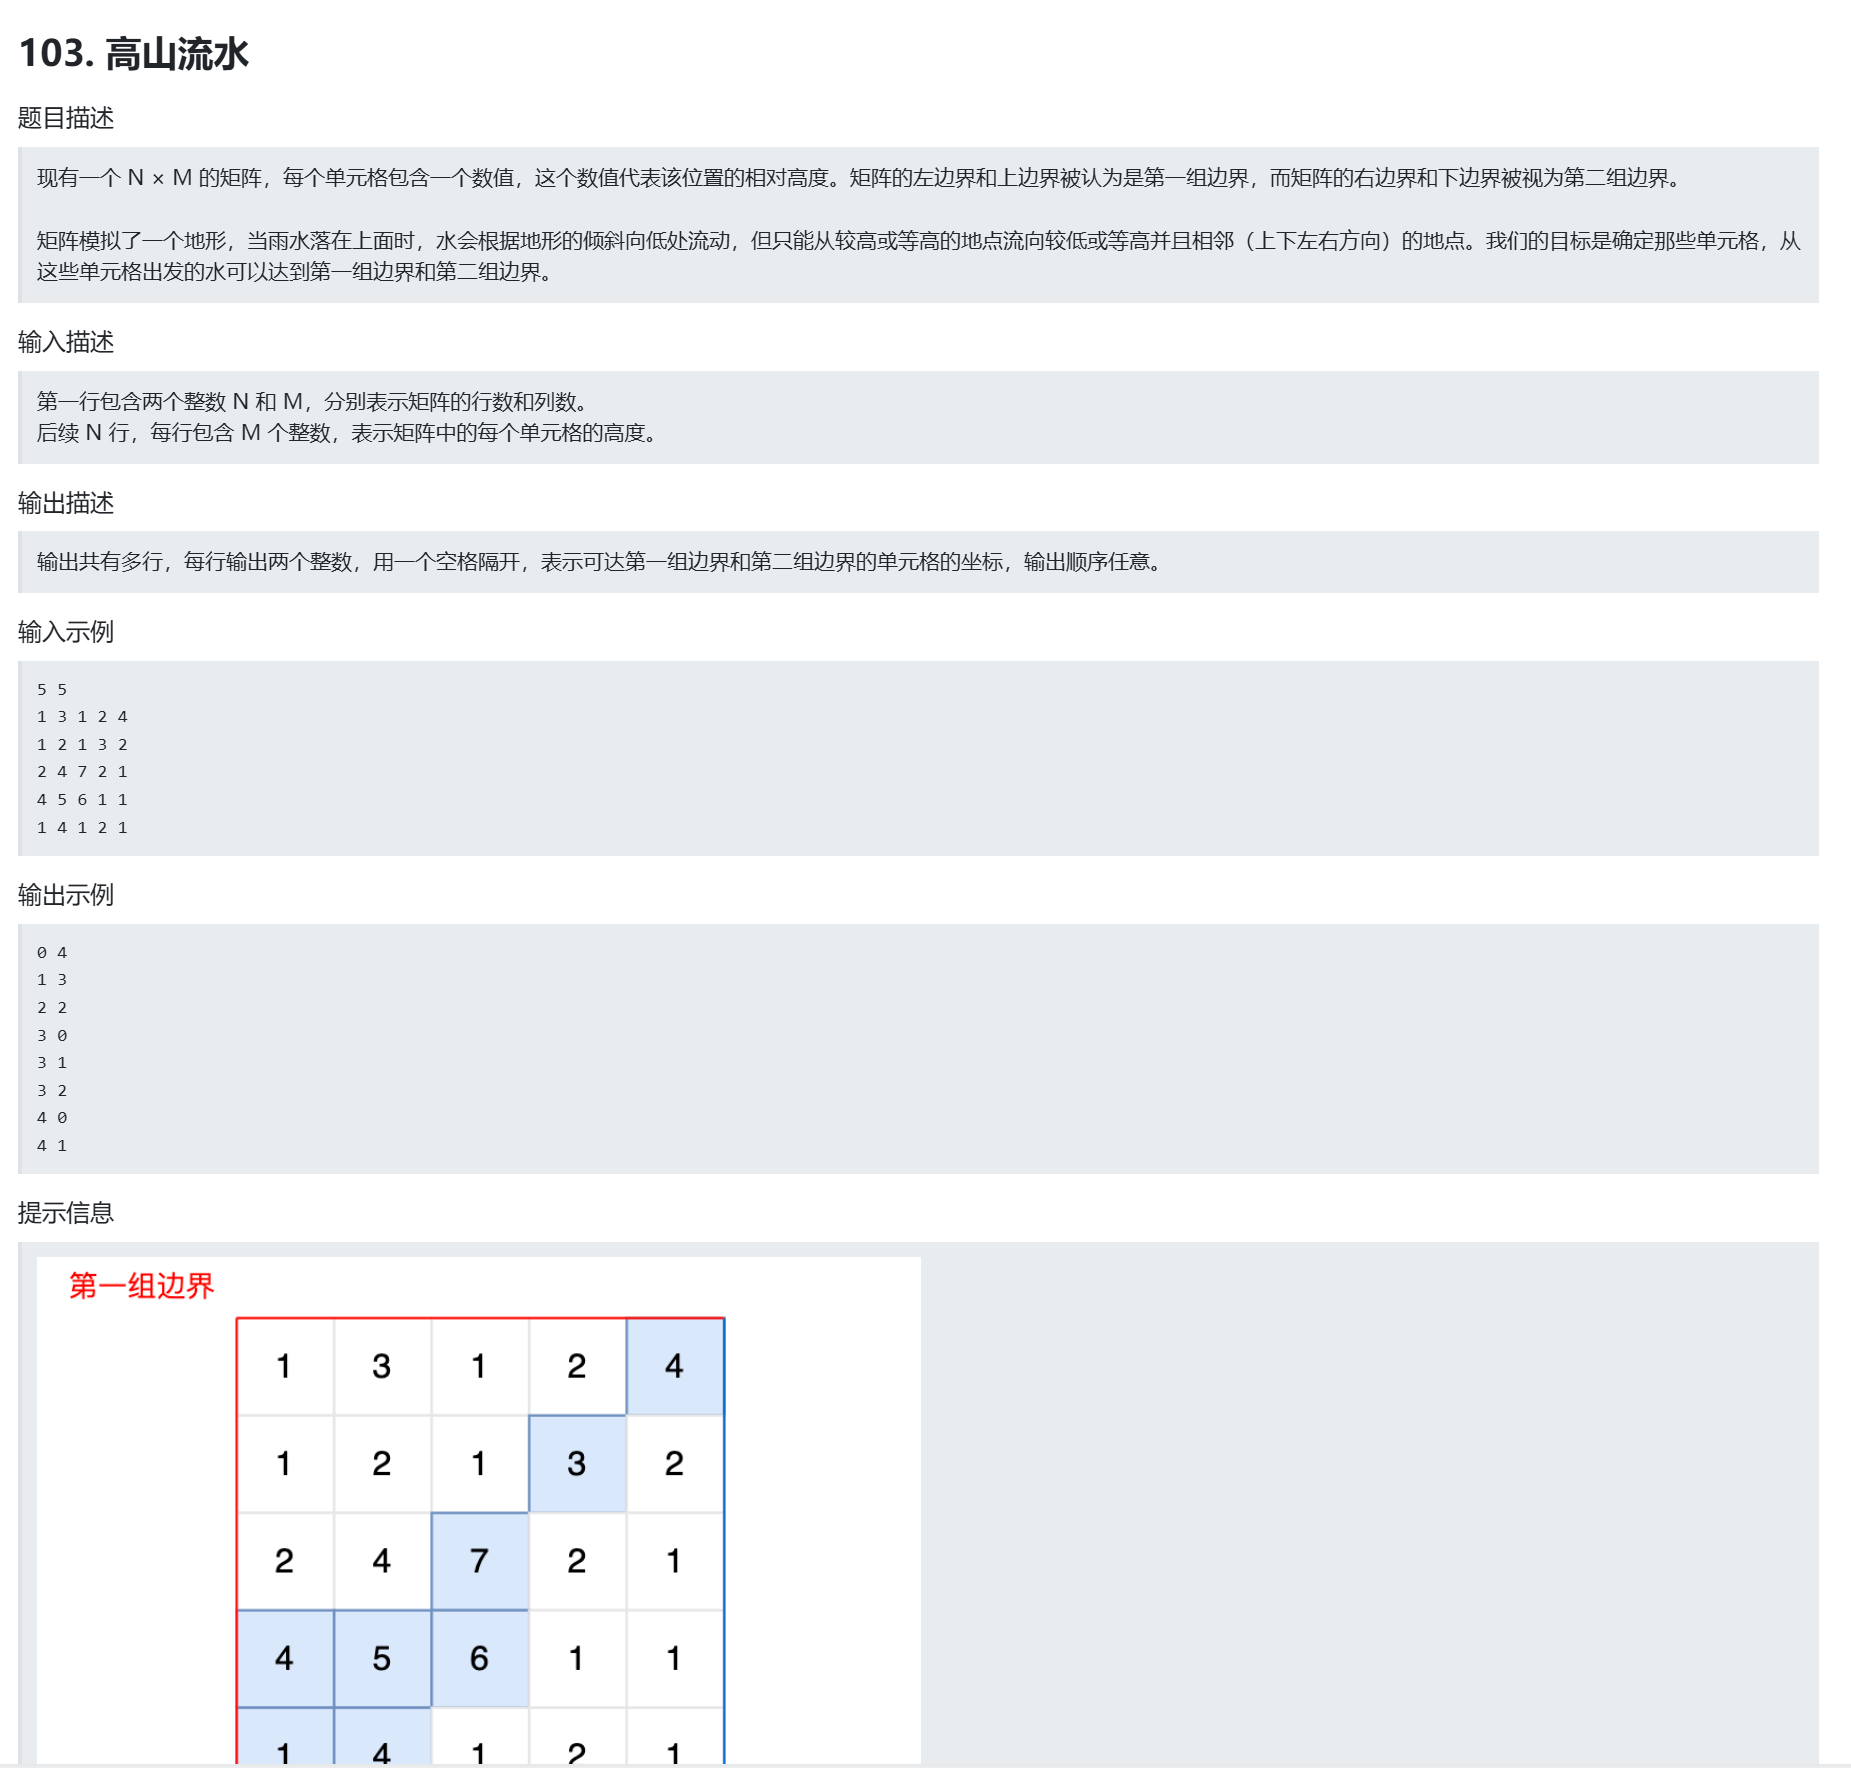 103. 高山流水
题目描述
现有一个 N × M 的矩阵，每个单元格包含一个数值，这个数值代表该位置的相对高度。矩阵的左边界和上边界被认为是第一组边界，而矩阵的右边界和下边界被视为第二组边界。
矩阵模拟了一个地形，当雨水落在上面时，水会根据地形的倾斜向低处流动，但只能从较高或等高的地点流向较低或等高并且相邻（上下左右方向）的地点。我们的目标是确定那些单元格，从
这些单元格出发的水可以达到第一组边界和第二组边界。
输入描述
第一行包含两个整数 N 和 M，分别表示矩阵的行数和列数。
后续 N 行，每行包含 M 个整数，表示矩阵中的每个单元格的高度。
输出描述
输出共有多行，每行输出两个整数，用一个空格隔开，表示可达第一组边界和第二组边界的单元格的坐标，输出顺序任意。
输入示例
5 5
1 3 1 2 4
1 2 1 3 2
2 4 7 2 1
4 5 6 1 1
1 4 1 2 1
输出示例
0 4
1 3
2 2
3 0
3 1
3 2
4 0
4 1
提示信息
第一组边界
1 3 1 2 4
1 2 1 3 2
2 4 7 2 1
4 5 6 1 1
1 4 1 2 1